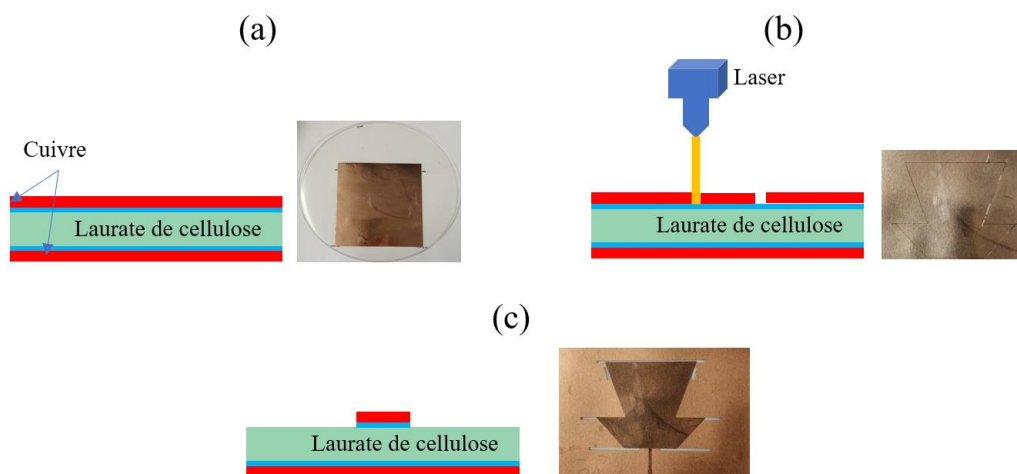 (a)
(b)
Laser
Cuivre
Laurate de cellulose
Laurate de cellulose
(c)
Laurate de cellulose